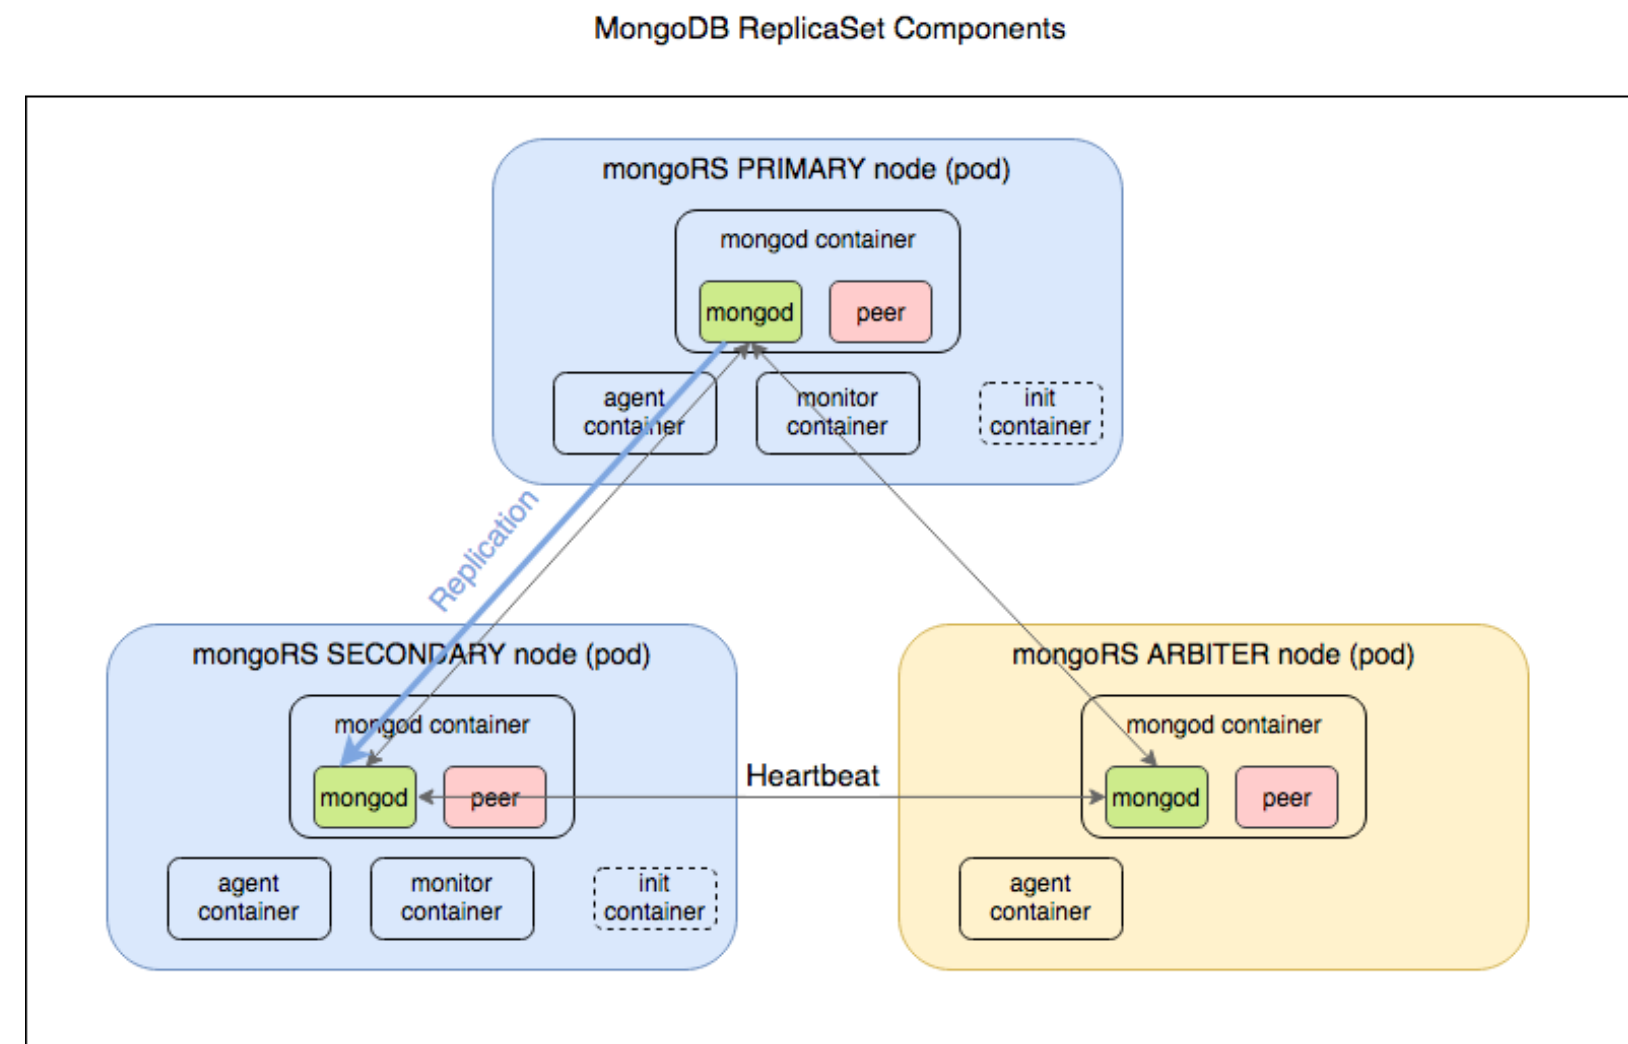 MongoDB ReplicaSet Components
mongoRS PRIMARY node (pod)
mongod container
mongod
peer
agent
container
monitor
container
init
container
Replication
mongoRS SECONDARY node (pod)
mongod container
mongod
peer
agent
container
monitor
container
init
container
Heartbeat
mongoRS ARBITER node (pod)
mongod container
mongod
peer
agent
container